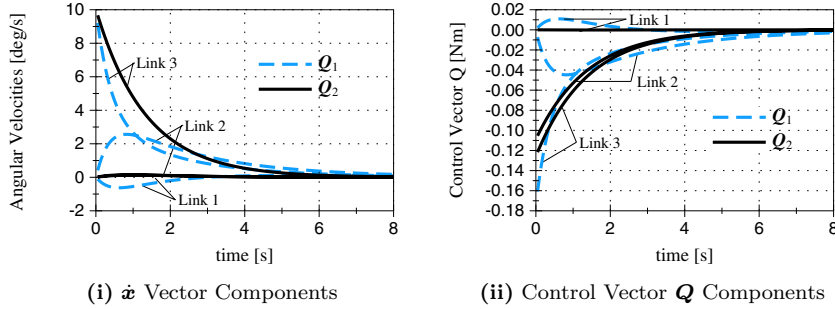 Angular Velocities [deg/s]
10
8
6
4
2
0
-2
0 2 4 6 8
time [s]
Link 3
Link 2
Link 1
Q₁
Q₂
(i) ẋ Vector Components
Control Vector Q [Nm]
0.02
0.00
-0.02
-0.04
-0.06
-0.08
-0.10
-0.12
-0.14
-0.16
-0.18
0 2 4 6 8
time [s]
Link 1
Link 2
Link 3
Q₁
Q₂
(ii) Control Vector Q Components